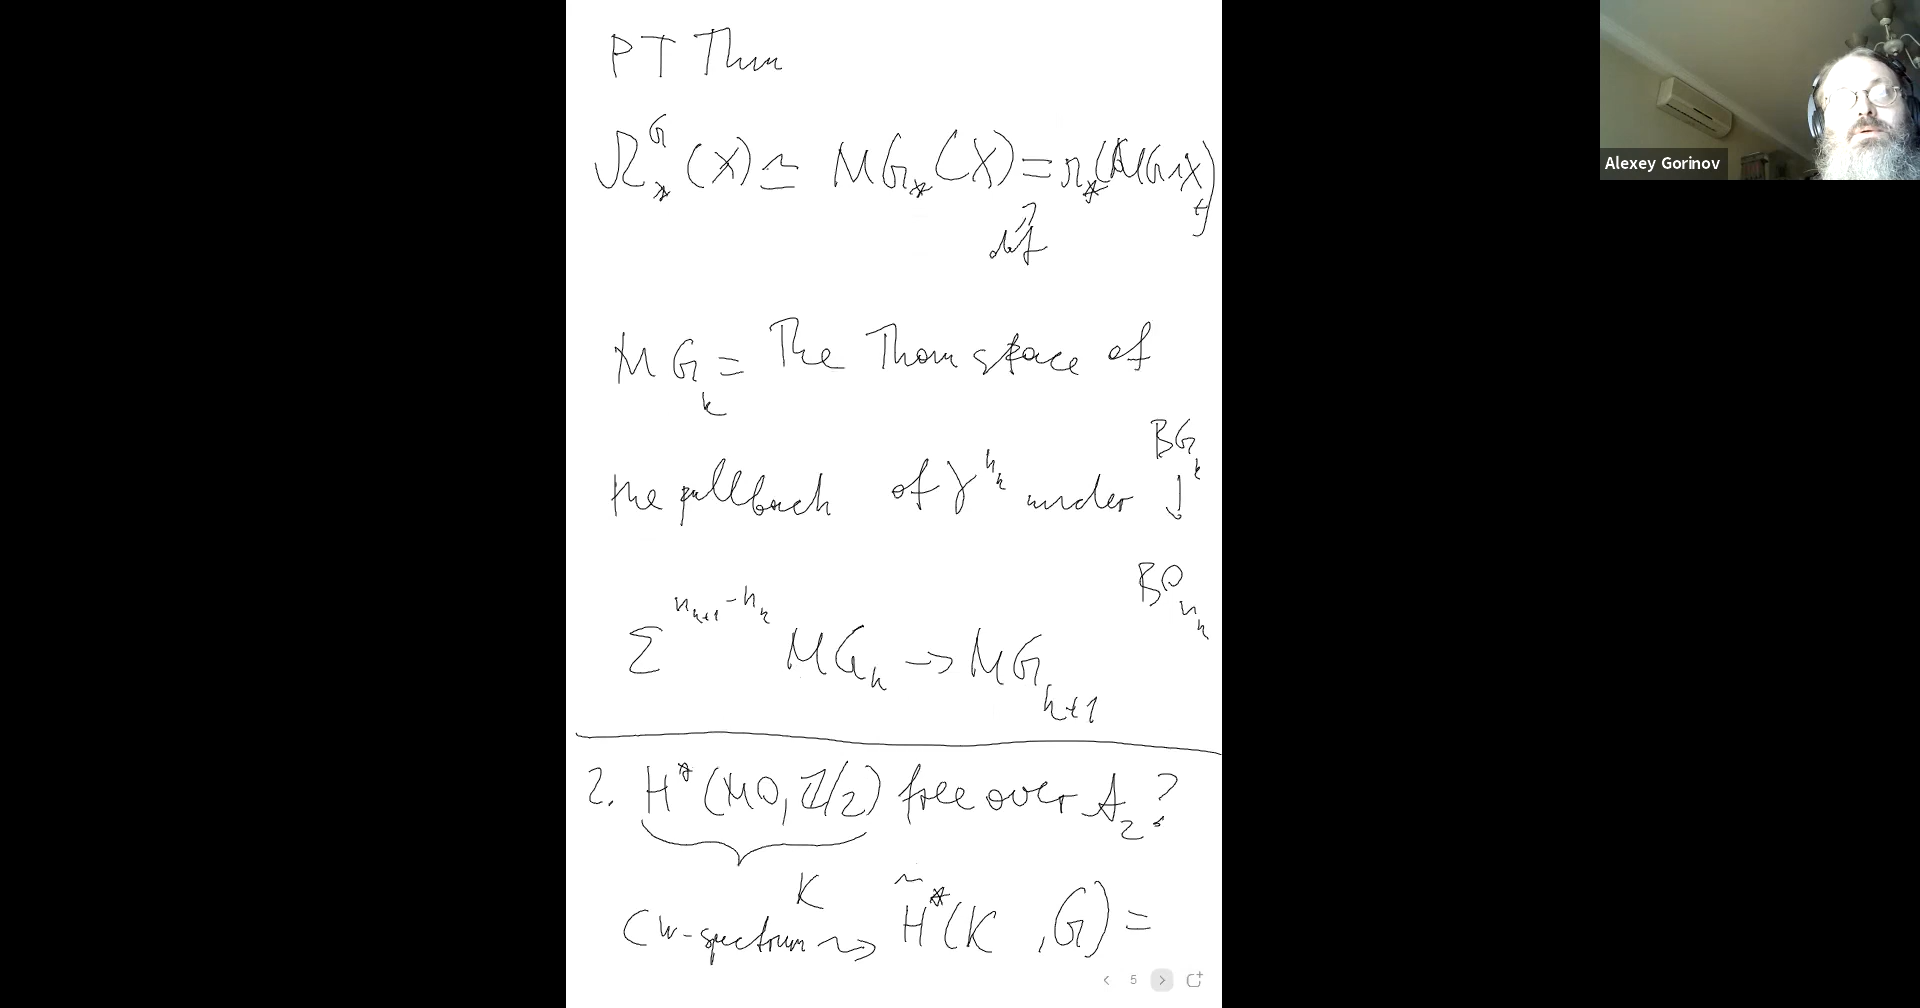 PT Thm
Ω_*^G (X) ≃ MG_* (X) = π_* (MG ∧ X_+)
def
MG_k = The Thom space of
the pullback of γ^{n_k} under BG_k ↓ BO_{n_k}
Σ^{n_{k+1} - n_k} MG_k → MG_{k+1}
2. H^* (MO, Z/2) free over A_2 ?
K
CW-spectrum ⇝ H̃^* (K , G) =
< 5 >
Alexey Gorinov